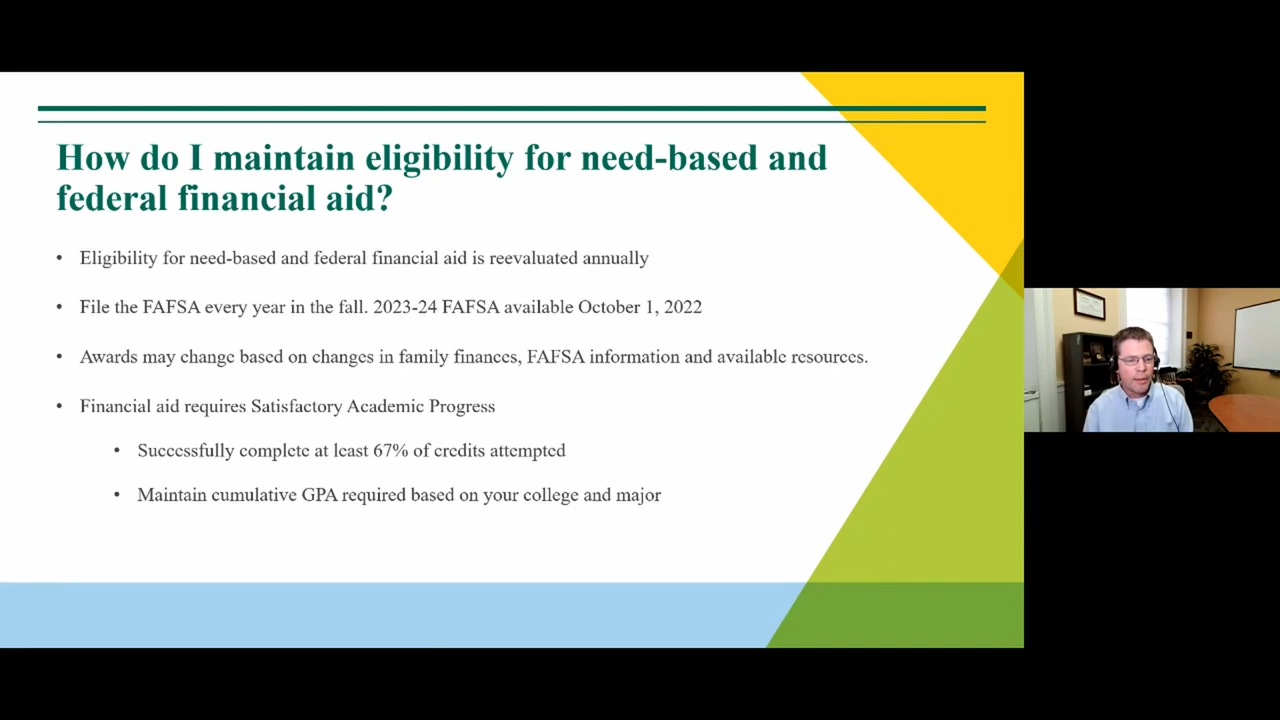 How do I maintain eligibility for need-based and
federal financial aid?
• Eligibility for need-based and federal financial aid is reevaluated annually
• File the FAFSA every year in the fall. 2023-24 FAFSA available October 1, 2022
• Awards may change based on changes in family finances, FAFSA information and available resources.
• Financial aid requires Satisfactory Academic Progress
• Successfully complete at least 67% of credits attempted
• Maintain cumulative GPA required based on your college and major